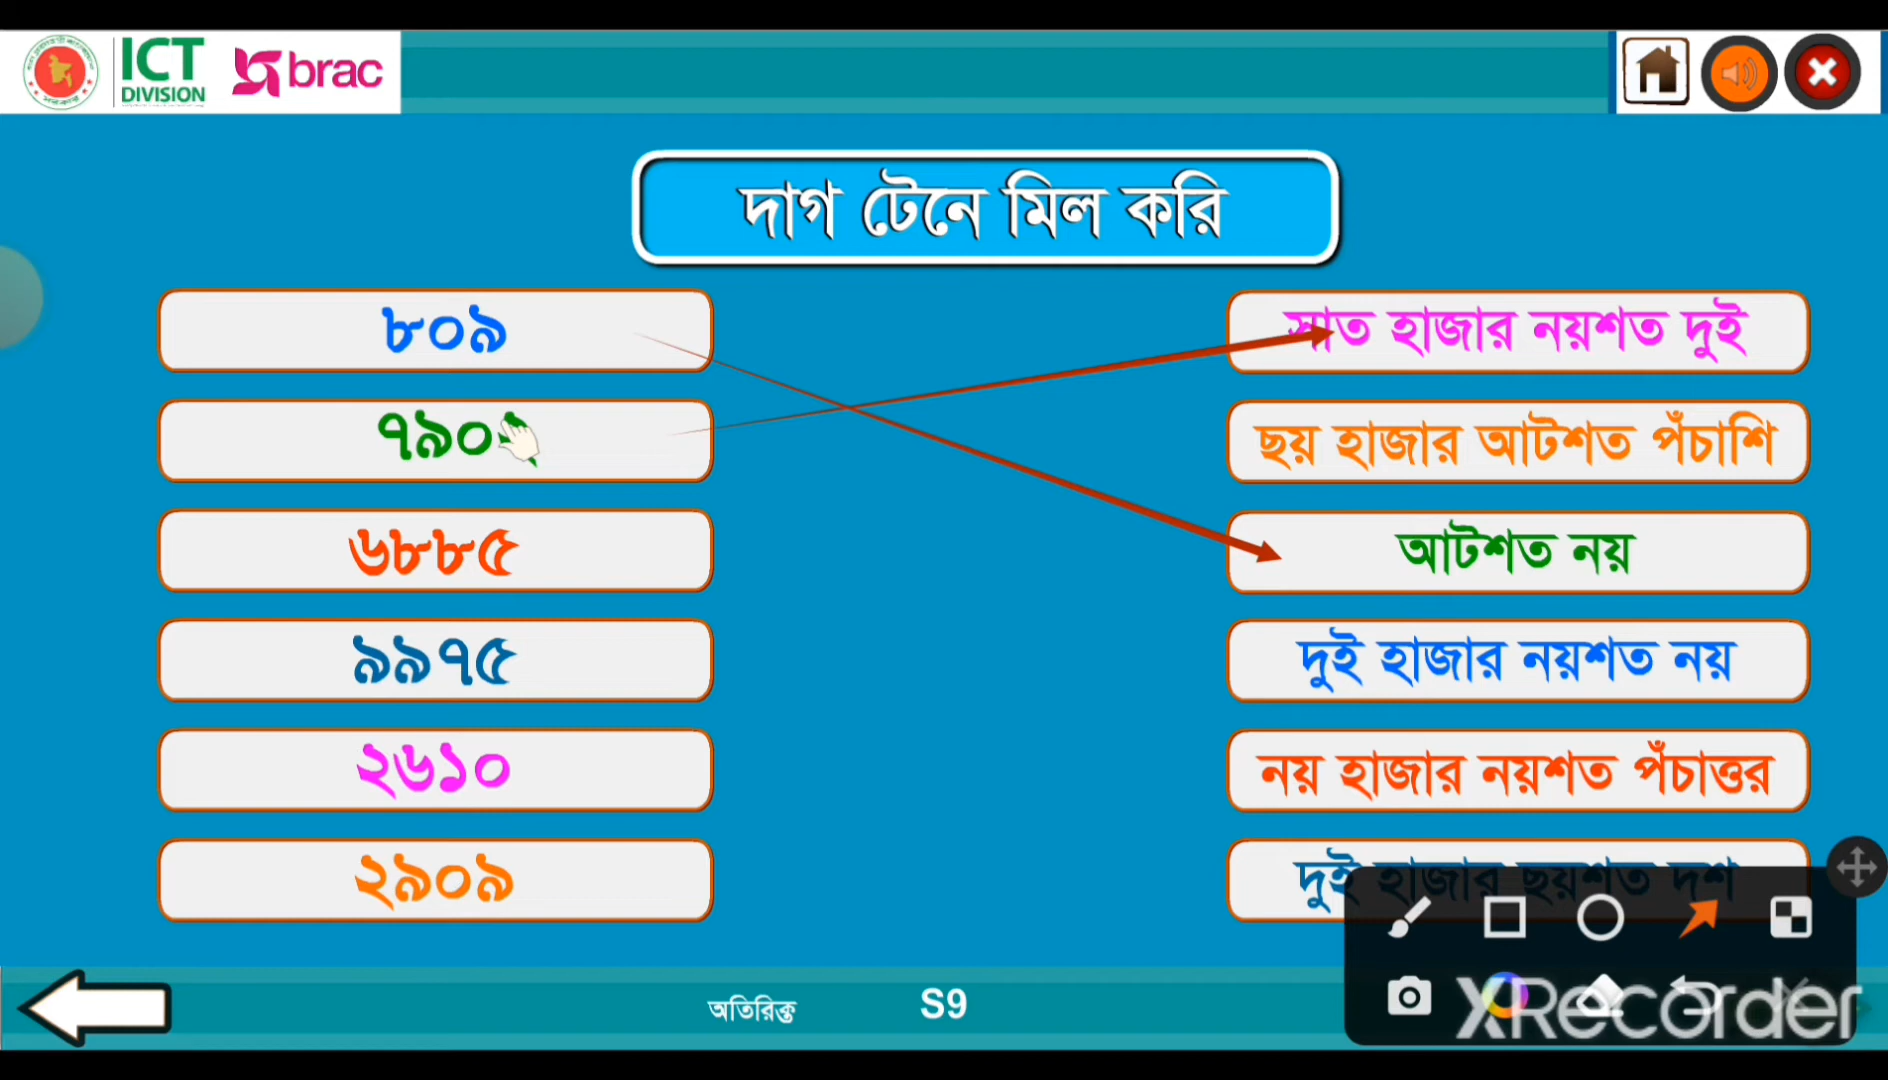 ICT
DIVISION
brac
দাগ টেনে মিল করি
৮০৯
সাত হাজার নয়শত দুই
৭৯০
ছয় হাজার আটশত পঁচাশি
৬৮৮৫
আটশত নয়
৯৯৭৫
দুই হাজার নয়শত নয়
২৬১০
নয় হাজার নয়শত পঁচাত্তর
২৯০৯
দুই হাজার ছয়শত দশ
অতিরিক্ত
S9
XRecorder